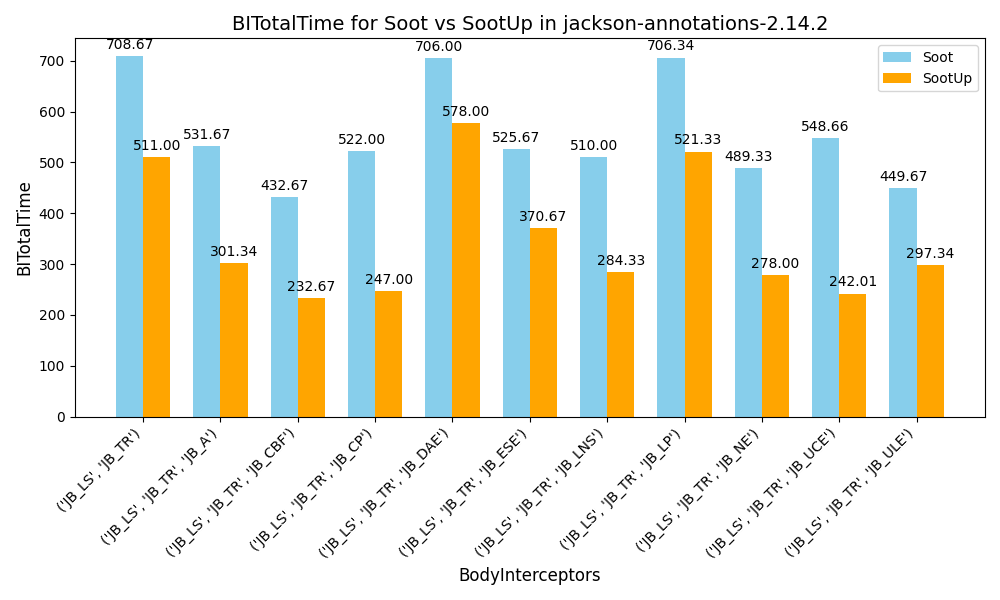 BITotalTime for Soot vs SootUp in jackson-annotations-2.14.2
Soot
SootUp
BITotalTime
700
600
500
400
300
200
100
0
708.67
511.00
531.67
301.34
432.67
232.67
522.00
247.00
706.00
578.00
525.67
370.67
510.00
284.33
706.34
521.33
489.33
278.00
548.66
242.01
449.67
297.34
('JB_LS', 'JB_TR')
('JB_LS', 'JB_TR', 'JB_A')
('JB_LS', 'JB_TR', 'JB_CBF')
('JB_LS', 'JB_TR', 'JB_CP')
('JB_LS', 'JB_TR', 'JB_DAE')
('JB_LS', 'JB_TR', 'JB_ESE')
('JB_LS', 'JB_TR', 'JB_LNS')
('JB_LS', 'JB_TR', 'JB_LP')
('JB_LS', 'JB_TR', 'JB_NE')
('JB_LS', 'JB_TR', 'JB_UCE')
('JB_LS', 'JB_TR', 'JB_ULE')
BodyInterceptors